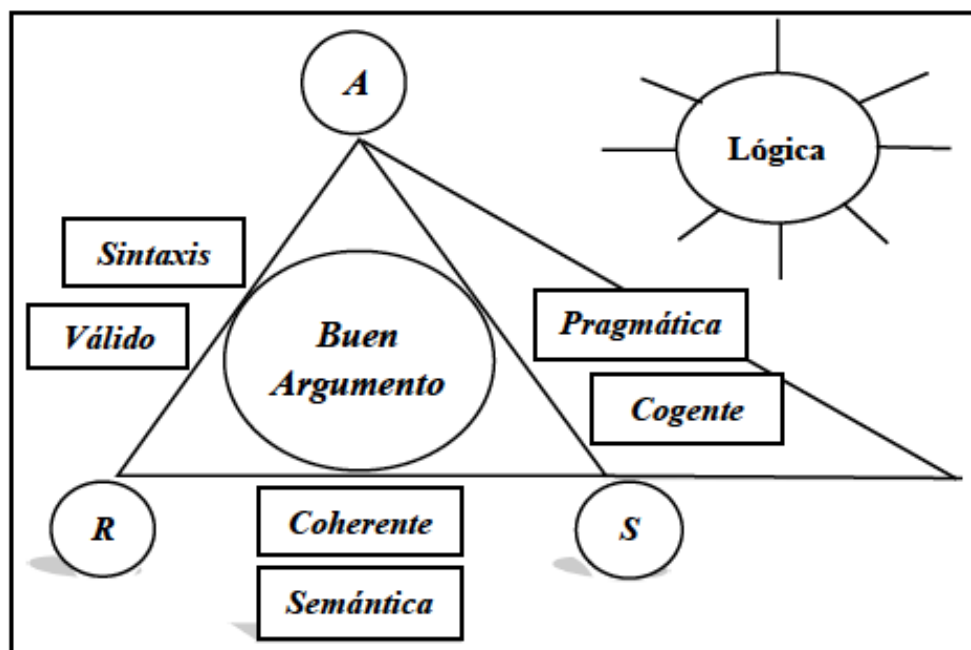 A
Lógica
Sintaxis
Válido
Buen
Argumento
Pragmática
Cogente
R
Coherente
S
Semántica